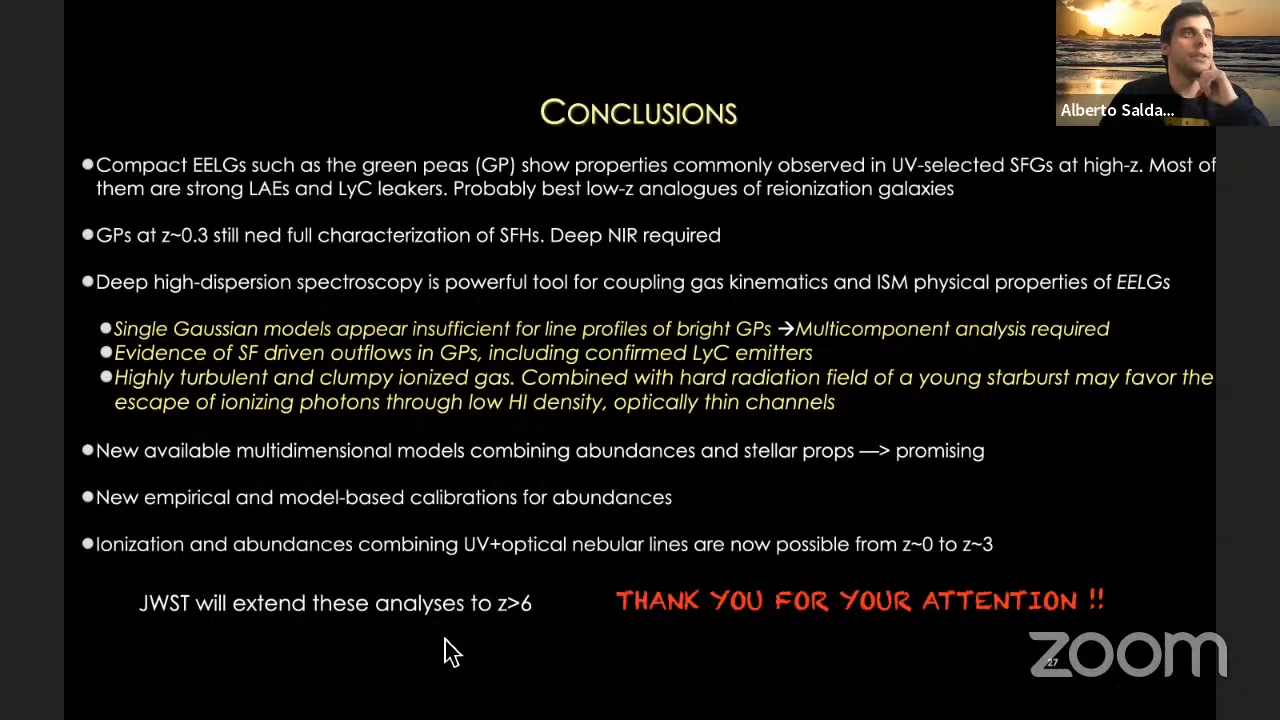 CONCLUSIONS
Alberto Salda...
●Compact EELGs such as the green peas (GP) show properties commonly observed in UV-selected SFGs at high-z. Most of
them are strong LAEs and LyC leakers. Probably best low-z analogues of reionization galaxies
●GPs at z~0.3 still ned full characterization of SFHs. Deep NIR required
●Deep high-dispersion spectroscopy is powerful tool for coupling gas kinematics and ISM physical properties of EELGs
●Single Gaussian models appear insufficient for line profiles of bright GPs →Multicomponent analysis required
●Evidence of SF driven outflows in GPs, including confirmed LyC emitters
●Highly turbulent and clumpy ionized gas. Combined with hard radiation field of a young starburst may favor the
escape of ionizing photons through low HI density, optically thin channels
●New available multidimensional models combining abundances and stellar props —> promising
●New empirical and model-based calibrations for abundances
●Ionization and abundances combining UV+optical nebular lines are now possible from z~0 to z~3
JWST will extend these analyses to z>6
THANK YOU FOR YOUR ATTENTION !!
zoom
27